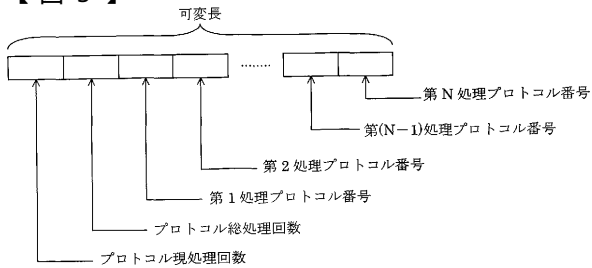 可変長
第N処理プロトコル番号
第(N−1)処理プロトコル番号
第2処理プロトコル番号
第1処理プロトコル番号
プロトコル総処理回数
プロトコル現処理回数